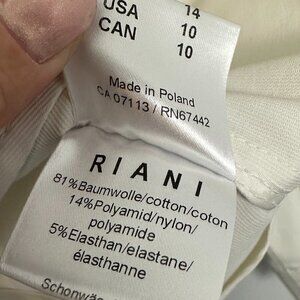 USA 14
CAN 10
10
Made in Poland
CA 07113 / RN67442
RIANI
81%Baumwolle/cotton/coton
14%Polyamid/nylon/
polyamide
5%Elasthan/elastane/
élasthanne